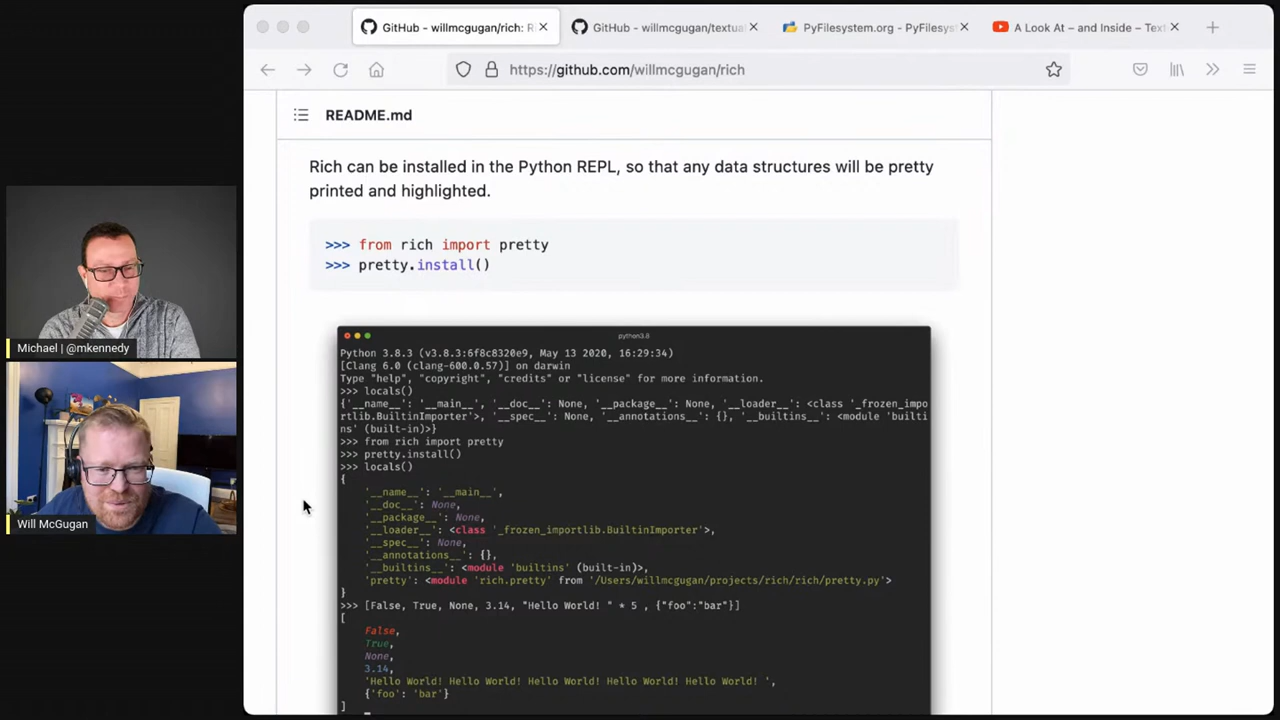 GitHub - willmcgugan/rich: R
GitHub - willmcgugan/textua
PyFilesystem.org - PyFilesys
A Look At – and Inside – Text
https://github.com/willmcgugan/rich
README.md
Rich can be installed in the Python REPL, so that any data structures will be pretty
printed and highlighted.
>>> from rich import pretty
>>> pretty.install()
python3.8
Python 3.8.3 (v3.8.3:6f8c8320e9, May 13 2020, 16:29:34)
[Clang 6.0 (clang-600.0.57)] on darwin
Type "help", "copyright", "credits" or "license" for more information.
>>> locals()
{'__name__': '__main__', '__doc__': None, '__package__': None, '__loader__': <class '_frozen_impo
rtlib.BuiltinImporter'>, '__spec__': None, '__annotations__': {}, '__builtins__': <module 'builti
ns' (built-in)>}
>>> from rich import pretty
>>> pretty.install()
>>> locals()
{
'__name__': '__main__',
'__doc__': None,
'__package__': None,
'__loader__': <class '_frozen_importlib.BuiltinImporter'>,
'__spec__': None,
'__annotations__': {},
'__builtins__': <module 'builtins' (built-in)>,
'pretty': <module 'rich.pretty' from '/Users/willmcgugan/projects/rich/rich/pretty.py'>
}
>>> [False, True, None, 3.14, "Hello World! " * 5 , {"foo":"bar"}]
[
False,
True,
None,
3.14,
'Hello World! Hello World! Hello World! Hello World! Hello World! ',
{'foo': 'bar'}
]
Michael | @mkennedy
Will McGugan